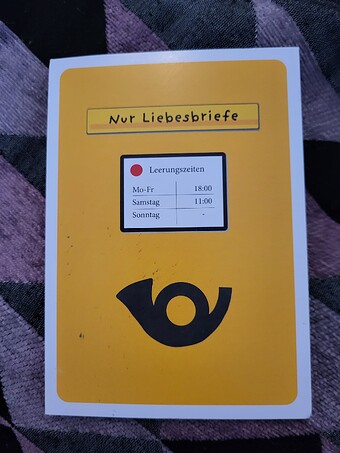 Nur Liebesbriefe
Leerungszeiten
Mo-Fr 18:00
Samstag 11:00
Sonntag -